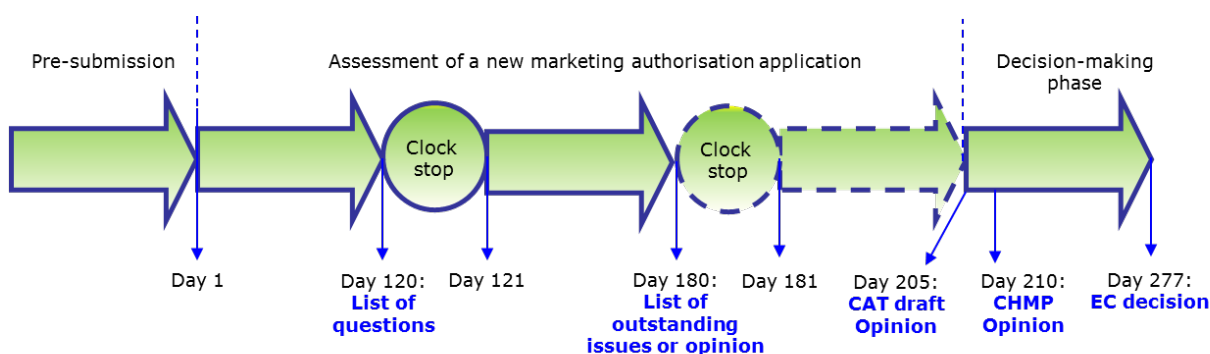 Pre-submission
Assessment of a new marketing authorisation application
Decision-making
phase
Clock
stop
Clock
stop
Day 1
Day 120:
List of
questions
Day 121
Day 180:
List of
outstanding
issues or opinion
Day 181
Day 205:
CAT draft
Opinion
Day 210:
CHMP
Opinion
Day 277:
EC decision